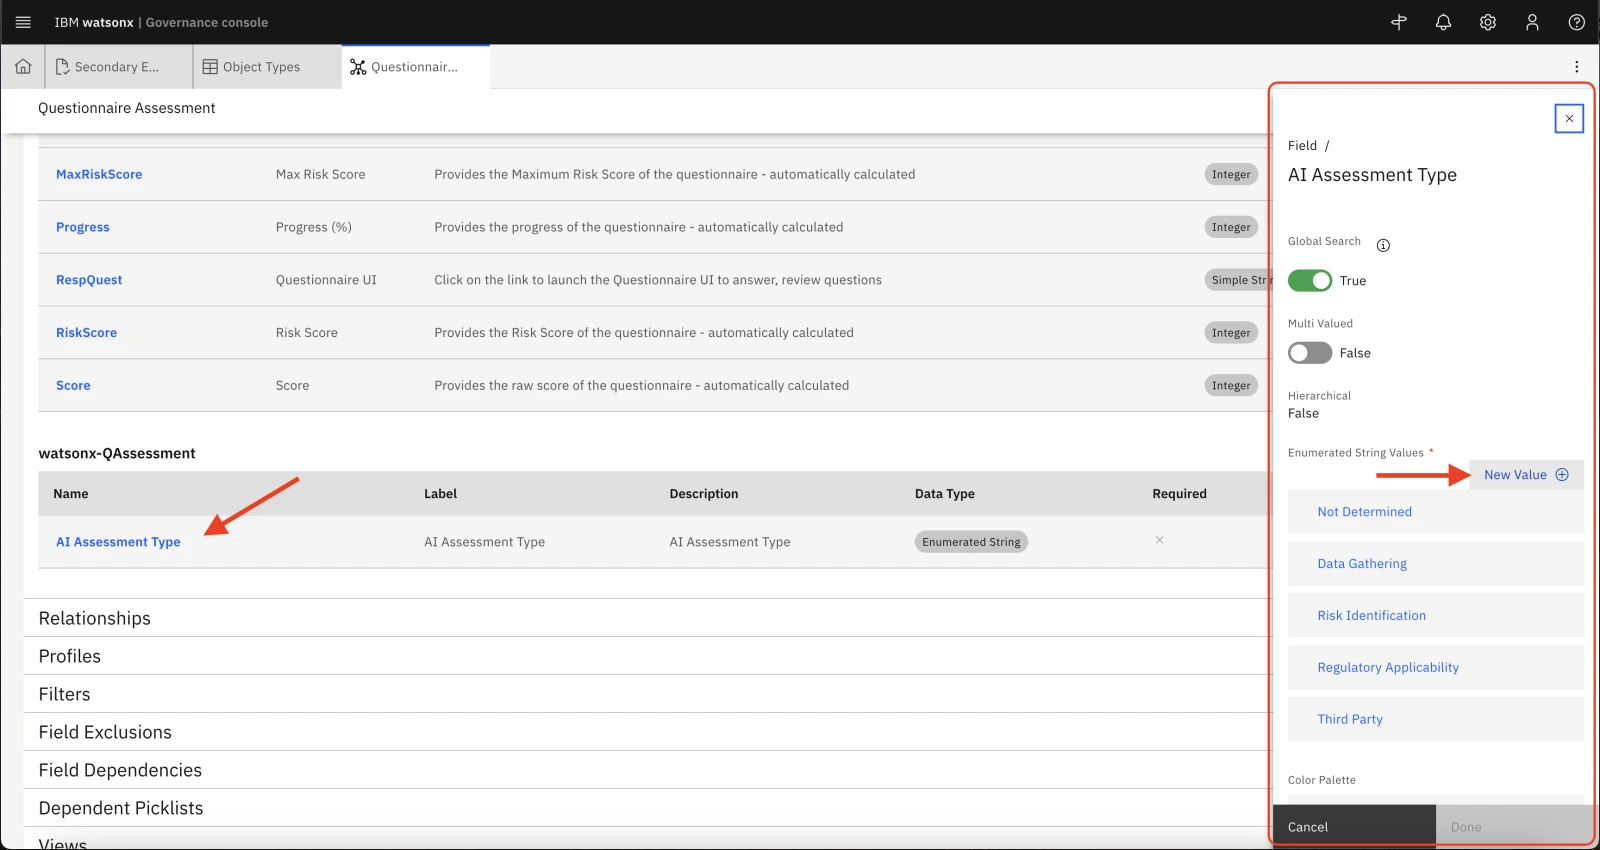 IBM watsonx | Governance console
Secondary E...
Object Types
Questionnair...
Questionnaire Assessment
MaxRiskScore Max Risk Score Provides the Maximum Risk Score of the questionnaire - automatically calculated Integer
Progress Progress (%) Provides the progress of the questionnaire - automatically calculated Integer
RespQuest Questionnaire UI Click on the link to launch the Questionnaire UI to answer, review questions Simple Strin
RiskScore Risk Score Provides the Risk Score of the questionnaire - automatically calculated Integer
Score Score Provides the raw score of the questionnaire - automatically calculated Integer
watsonx-QAssessment
Name Label Description Data Type Required
AI Assessment Type AI Assessment Type AI Assessment Type Enumerated String
Relationships
Profiles
Filters
Field Exclusions
Field Dependencies
Dependent Picklists
Views
Field /
AI Assessment Type
Global Search
True
Multi Valued
False
Hierarchical
False
Enumerated String Values *
New Value
Not Determined
Data Gathering
Risk Identification
Regulatory Applicability
Third Party
Color Palette
Cancel
Done